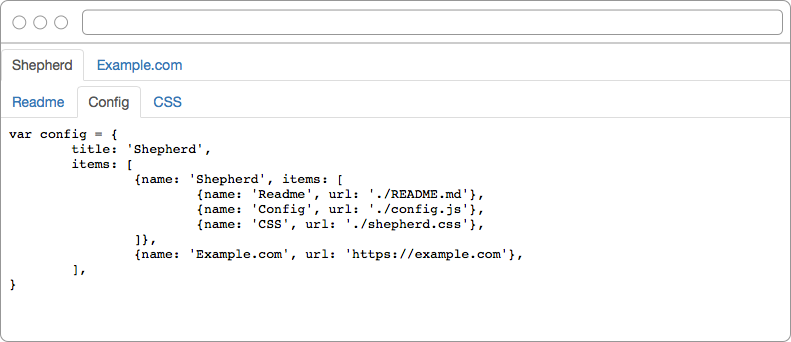 Shepherd Example.com
Readme Config CSS
var config = {
        title: 'Shepherd',
        items: [
                {name: 'Shepherd', items: [
                        {name: 'Readme', url: './README.md'},
                        {name: 'Config', url: './config.js'},
                        {name: 'CSS', url: './shepherd.css'},
                ]},
                {name: 'Example.com', url: 'https://example.com'},
        ],
}